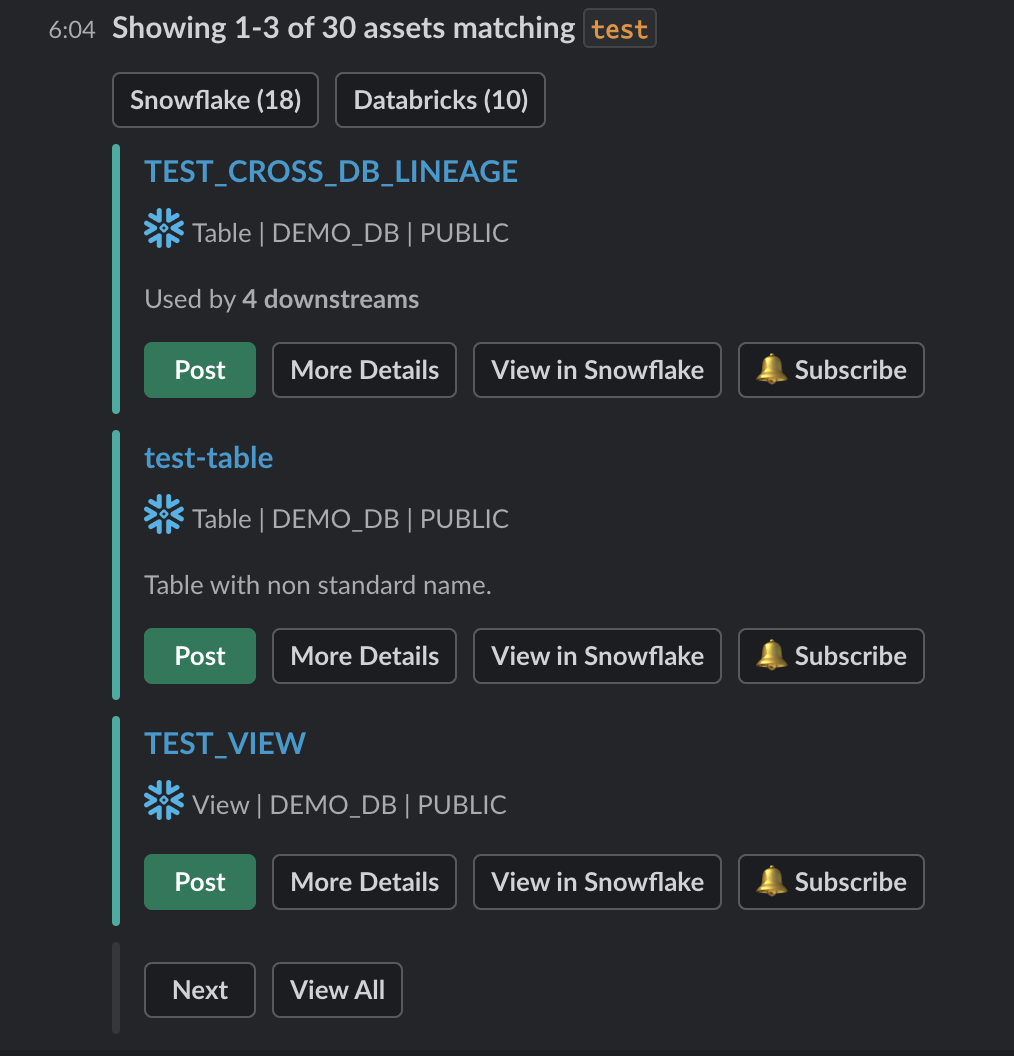 6:04 Showing 1-3 of 30 assets matching test
Snowflake (18) Databricks (10)
TEST_CROSS_DB_LINEAGE
Table | DEMO_DB | PUBLIC
Used by 4 downstreams
Post More Details View in Snowflake Subscribe
test-table
Table | DEMO_DB | PUBLIC
Table with non standard name.
Post More Details View in Snowflake Subscribe
TEST_VIEW
View | DEMO_DB | PUBLIC
Post More Details View in Snowflake Subscribe
Next View All